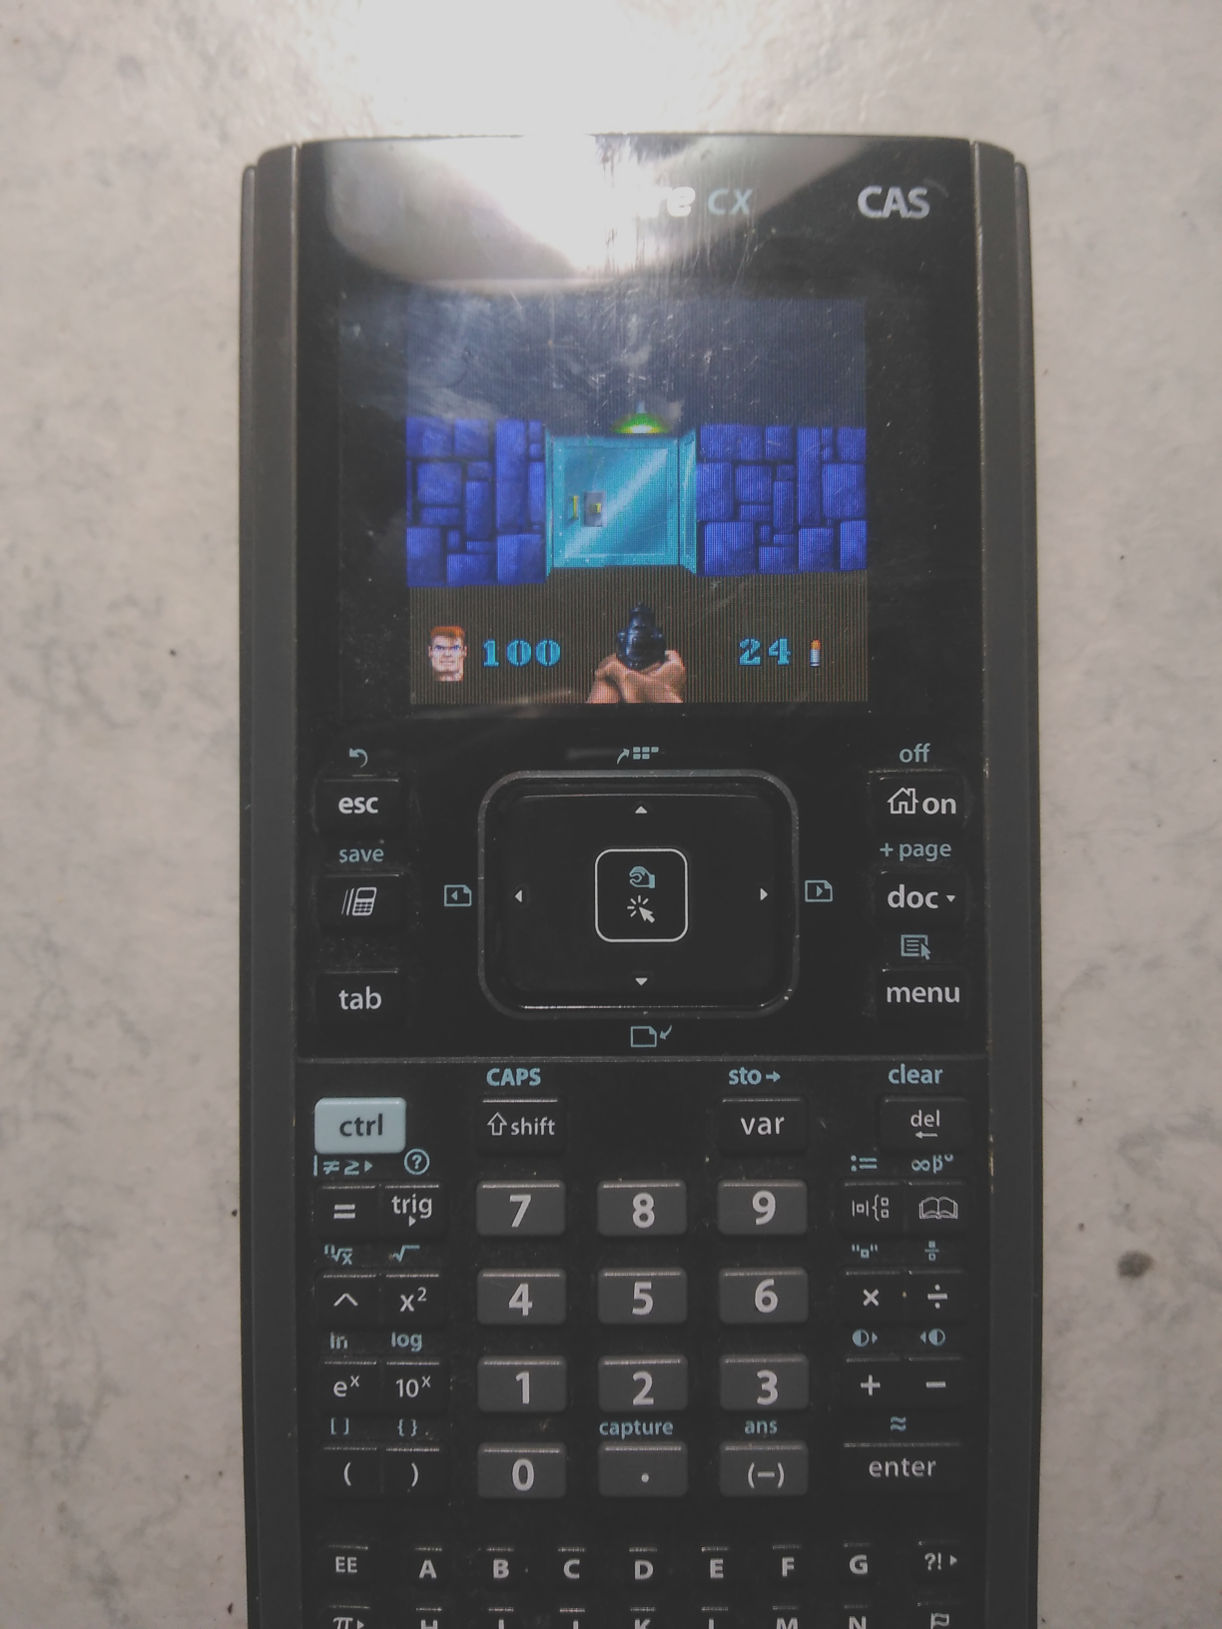 cx CAS
100 24
off
esc on
save + page
doc
tab menu
CAPS sto→ clear
ctrl ⇧shift var del
←
|≠≥▸ ? := ∞β°
= trig 7 8 9 |□|{
ⁿ√x √ "□"
^ x² 4 5 6 × ÷
ln log
eˣ 10ˣ 1 2 3 + −
[ ] { } capture ans ≈
( ) 0 . (−) enter
EE A B C D E F G ?!▸
π▸ H I J K L M N